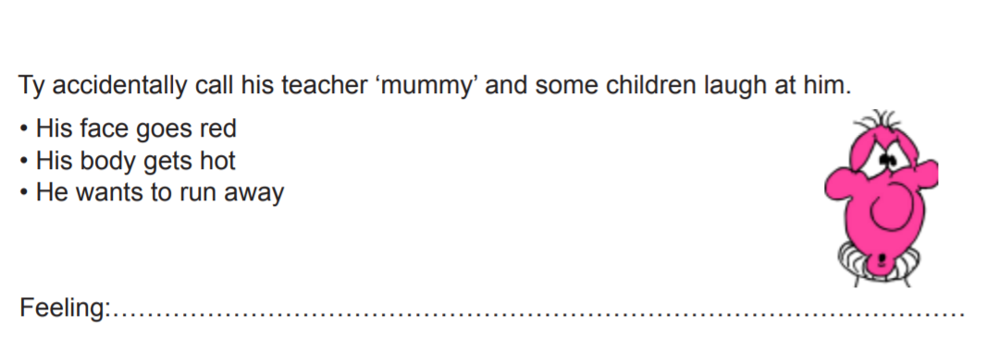 Ty accidentally call his teacher ‘mummy’ and some children laugh at him.
• His face goes red
• His body gets hot
• He wants to run away
Feeling:....................................................................................................